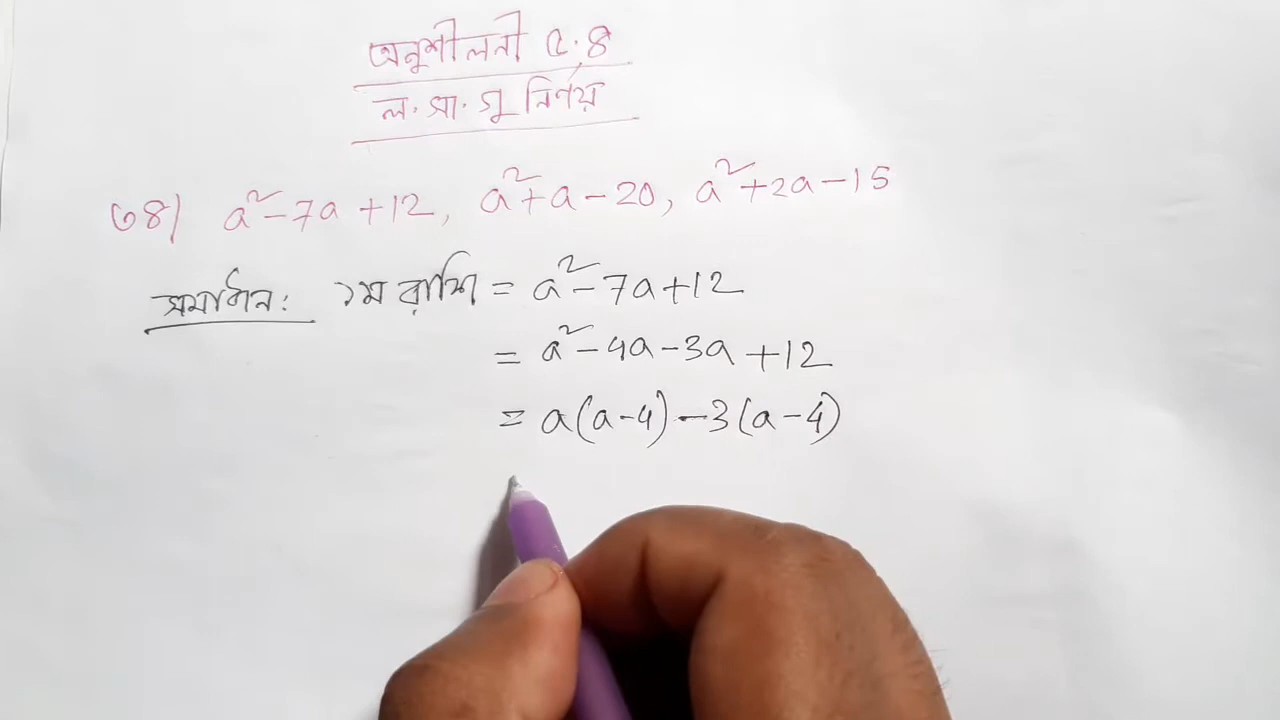 অনুশীলনী ৫.৪
ল.সা.গু নির্ণয়
৩৪) a²-7a+12, a²+a-20, a²+2a-15
সমাধান: ১ম রাশি = a²-7a+12
= a²-4a-3a+12
= a(a-4)-3(a-4)